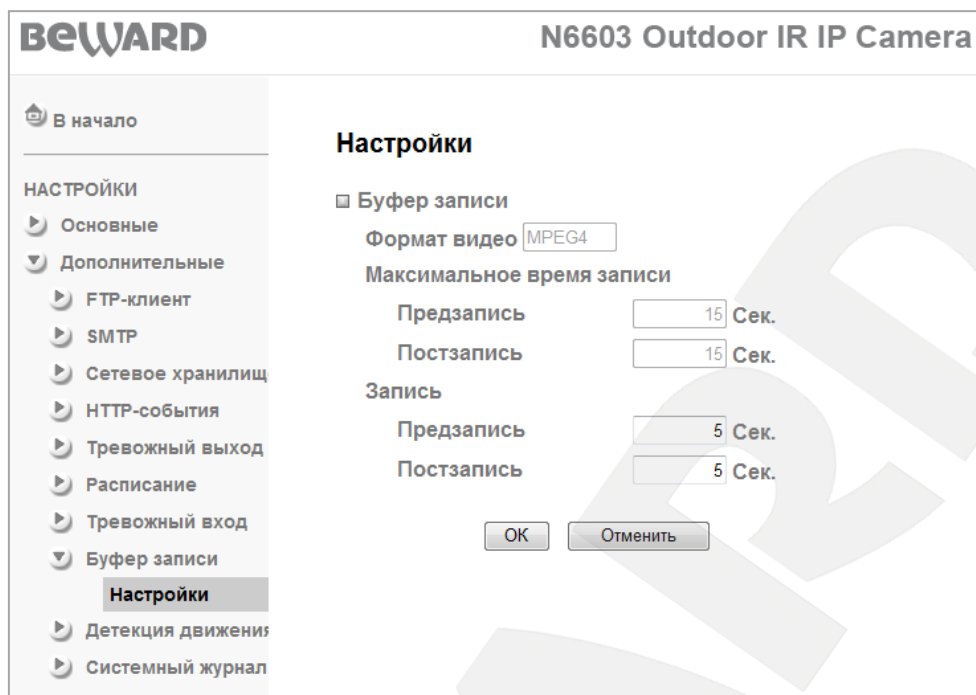 BEWARD
N6603 Outdoor IR IP Camera
В начало
НАСТРОЙКИ
Основные
Дополнительные
FTP-клиент
SMTP
Сетевое хранилищ
HTTP-события
Тревожный выход
Расписание
Тревожный вход
Буфер записи
Настройки
Детекция движения
Системный журнал
Настройки
Буфер записи
Формат видео MPEG4
Максимальное время записи
Предзапись 15 Сек.
Постзапись 15 Сек.
Запись
Предзапись 5 Сек.
Постзапись 5 Сек.
OK Отменить